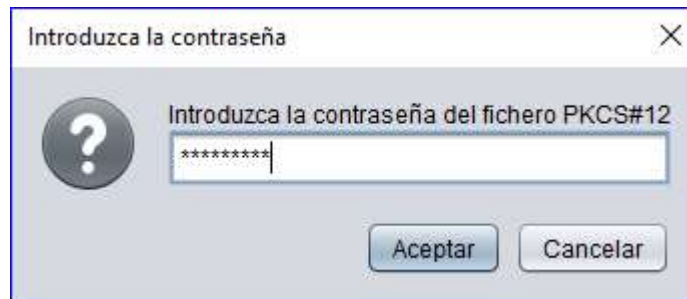 Introduzca la contraseña
Introduzca la contraseña del fichero PKCS#12
*********
Aceptar Cancelar